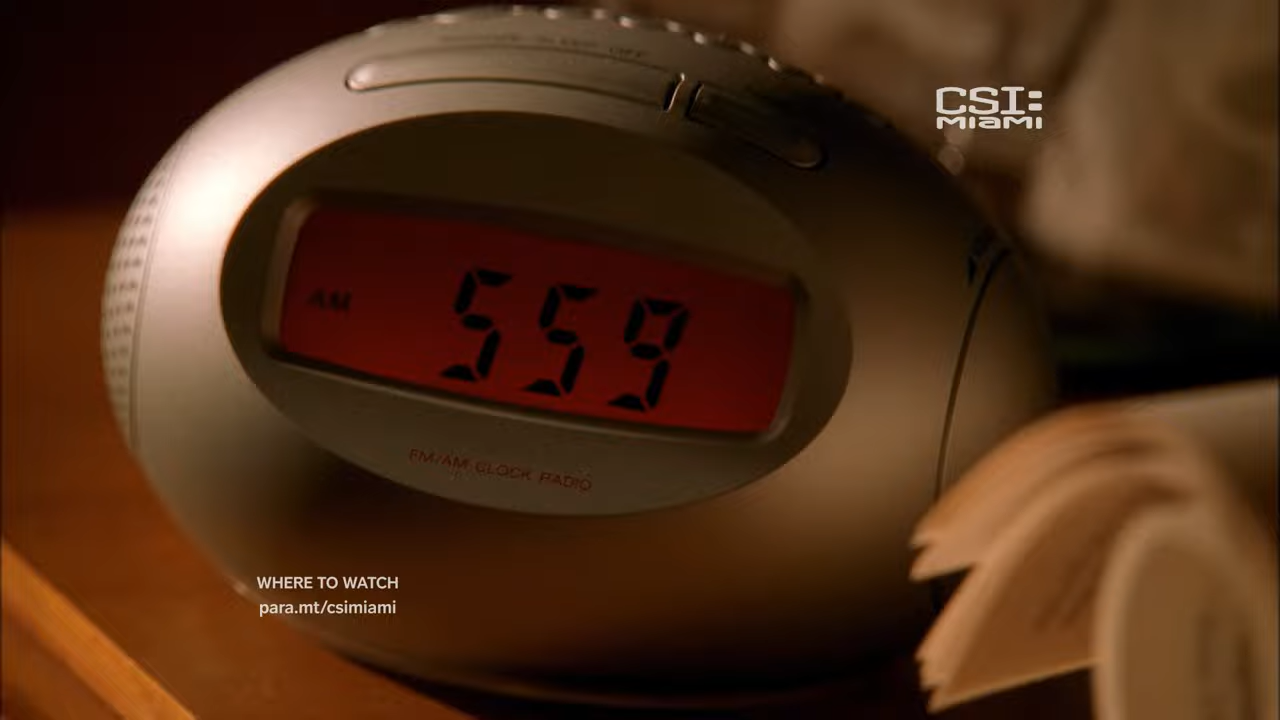 CSI:
MIAMI
AM
559
FM/AM CLOCK RADIO
WHERE TO WATCH
para.mt/csimiami